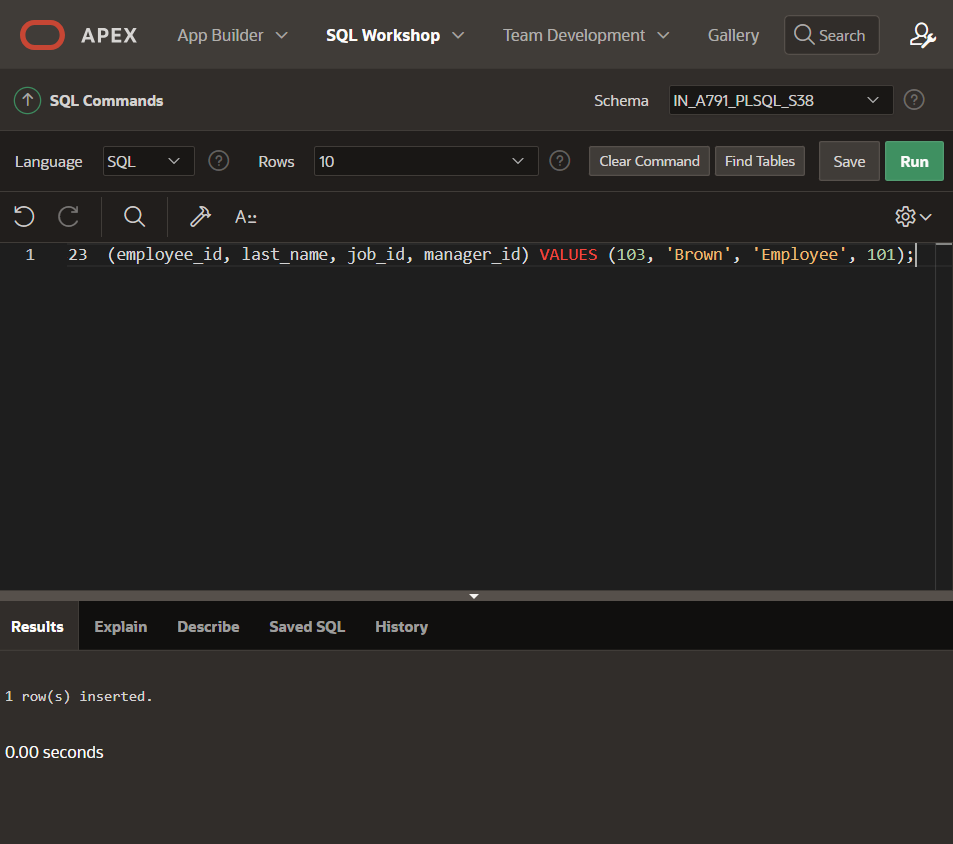 APEX App Builder SQL Workshop Team Development Gallery Search
SQL Commands Schema IN_A791_PLSQL_S38 ?
Language SQL ? Rows 10 ? Clear Command Find Tables Save Run
A::
1 23 (employee_id, last_name, job_id, manager_id) VALUES (103, 'Brown', 'Employee', 101);
Results Explain Describe Saved SQL History
1 row(s) inserted.
0.00 seconds